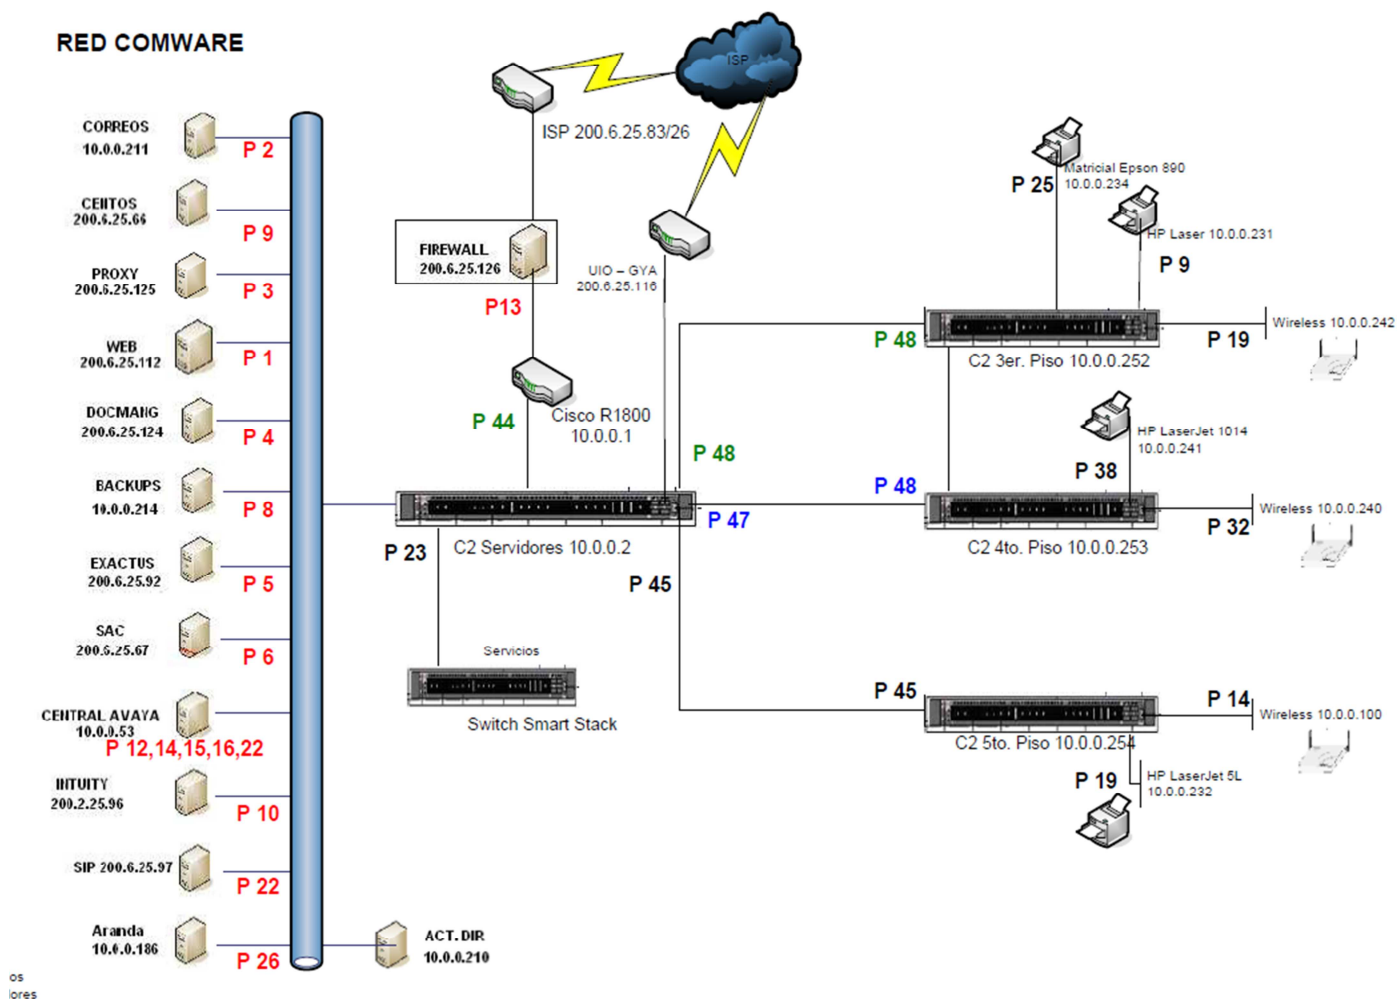 RED COMWARE
ISP
ISP 200.6.25.83/26
CORREOS
10.0.0.211
P 2
CENTOS
200.6.25.66
P 9
PROXY
200.6.25.125
P 3
WEB
200.6.25.112
P 1
DOCMANG
200.6.25.124
P 4
BACKUPS
10.0.0.214
P 8
EXACTUS
200.6.25.92
P 5
SAC
200.6.25.67
P 6
CENTRAL AVAYA
10.0.0.53
P 12,14,15,16,22
INTUITY
200.2.25.96
P 10
SIP 200.6.25.97
P 22
Aranda
10.0.0.186
P 26
ACT.DIR
10.0.0.210
FIREWALL
200.6.25.126
P13
UIO – GYA
200.6.25.116
Cisco R1800
10.0.0.1
P 44
P 48
P 47
C2 Servidores 10.0.0.2
P 23
P 45
Servicios
Switch Smart Stack
Matricial Epson 890
10.0.0.234
P 25
HP Laser 10.0.0.231
P 9
P 48
C2 3er. Piso 10.0.0.252
P 19
Wireless 10.0.0.242
HP LaserJet 1014
10.0.0.241
P 38
P 48
C2 4to. Piso 10.0.0.253
P 32
Wireless 10.0.0.240
P 45
C2 5to. Piso 10.0.0.254
P 14
Wireless 10.0.0.100
P 19
HP LaserJet 5L
10.0.0.232
os
lores